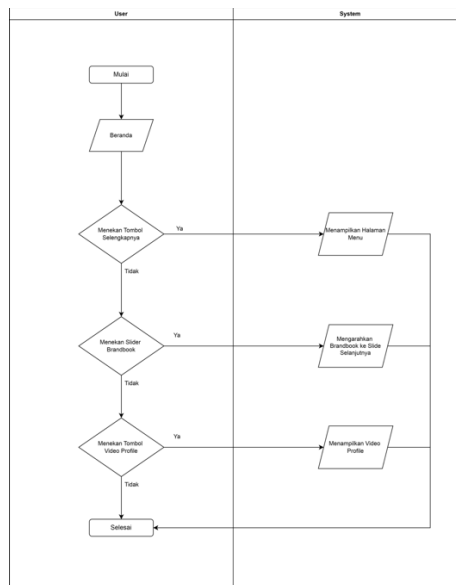 User
System
Mulai
Beranda
Menekan Tombol
Selengkapnya
Ya
Menampilkan Halaman
Menu
Tidak
Menekan Slider
Brandbook
Ya
Mengarahkan
Brandbook ke Slide
Selanjutnya
Tidak
Menekan Tombol
Video Profile
Ya
Menampilkan Video
Profile
Tidak
Selesai